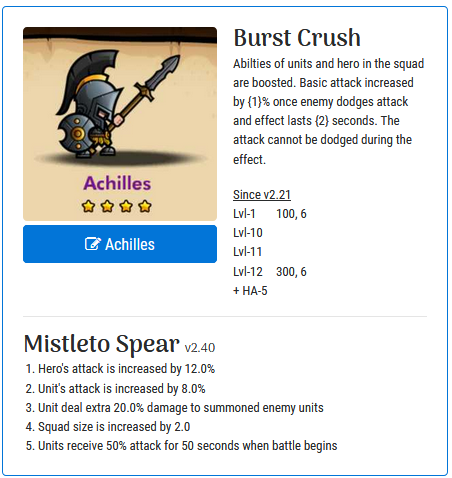 Achilles
Achilles
Burst Crush
Abilties of units and hero in the squad
are boosted. Basic attack increased
by {1}% once enemy dodges attack
and effect lasts {2} seconds. The
attack cannot be dodged during the
effect.
Since v2.21
Lvl-1 100, 6
Lvl-10
Lvl-11
Lvl-12 300, 6
+ HA-5
Mistleto Spear v2.40
1. Hero's attack is increased by 12.0%
2. Unit's attack is increased by 8.0%
3. Unit deal extra 20.0% damage to summoned enemy units
4. Squad size is increased by 2.0
5. Units receive 50% attack for 50 seconds when battle begins